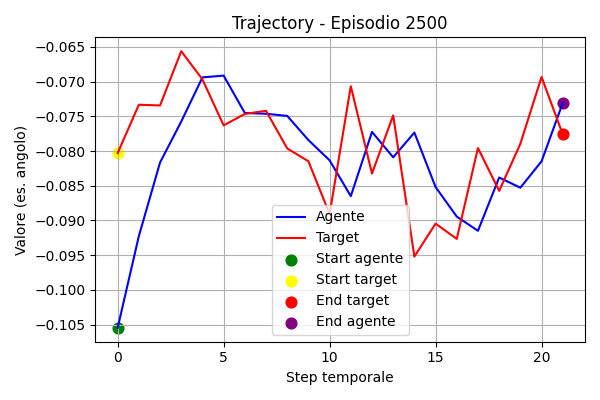 Trajectory - Episodio 2500
Valore (es. angolo)
−0.065
−0.070
−0.075
−0.080
−0.085
−0.090
−0.095
−0.100
−0.105
Agente
Target
Start agente
Start target
End target
End agente
0 5 10 15 20
Step temporale